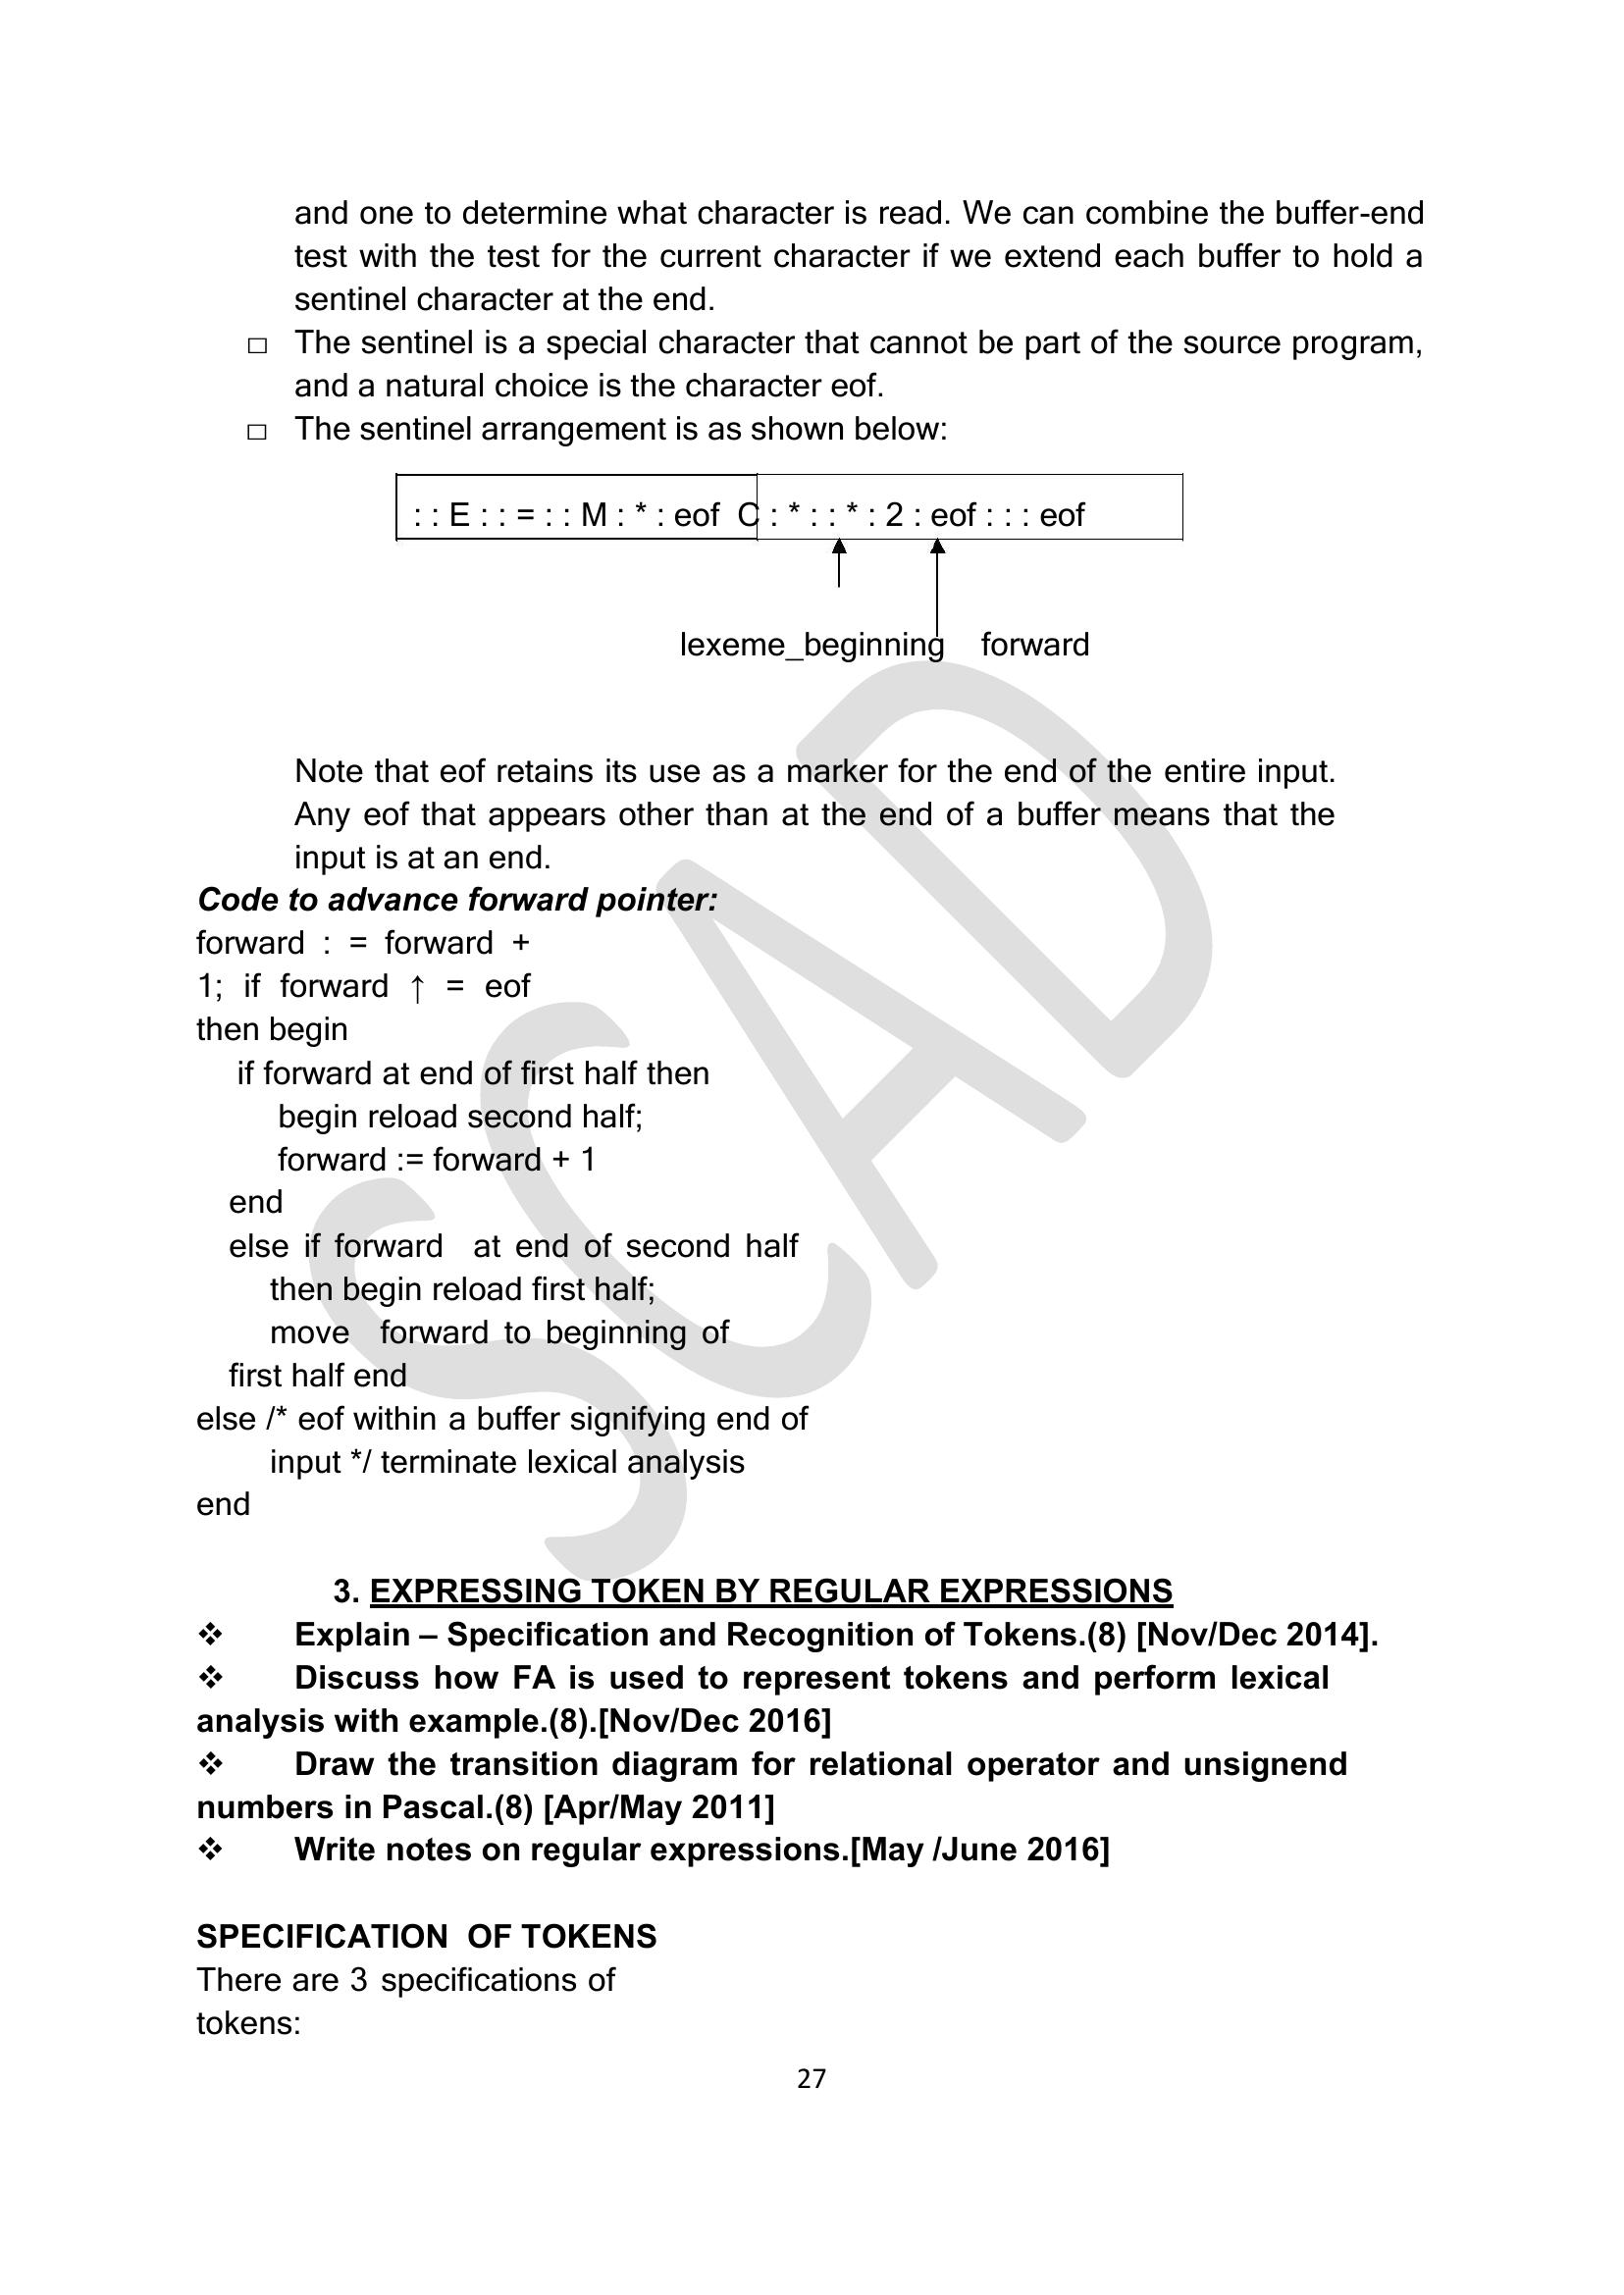 and one to determine what character is read. We can combine the buffer-end
test with the test for the current character if we extend each buffer to hold a
sentinel character at the end.
□ The sentinel is a special character that cannot be part of the source program,
and a natural choice is the character eof.
□ The sentinel arrangement is as shown below:
: : E : : = : : M : * : eof C : * : : * : 2 : eof : : : eof
lexeme_beginning forward
Note that eof retains its use as a marker for the end of the entire input.
Any eof that appears other than at the end of a buffer means that the
input is at an end.
Code to advance forward pointer:
forward : = forward +
1; if forward ↑ = eof
then begin
if forward at end of first half then
begin reload second half;
forward := forward + 1
end
else if forward at end of second half
then begin reload first half;
move forward to beginning of
first half end
else /* eof within a buffer signifying end of
input */ terminate lexical analysis
end
3. EXPRESSING TOKEN BY REGULAR EXPRESSIONS
❖ Explain – Specification and Recognition of Tokens.(8) [Nov/Dec 2014].
❖ Discuss how FA is used to represent tokens and perform lexical
analysis with example.(8).[Nov/Dec 2016]
❖ Draw the transition diagram for relational operator and unsignend
numbers in Pascal.(8) [Apr/May 2011]
❖ Write notes on regular expressions.[May /June 2016]
SPECIFICATION OF TOKENS
There are 3 specifications of
tokens:
27
SCAD